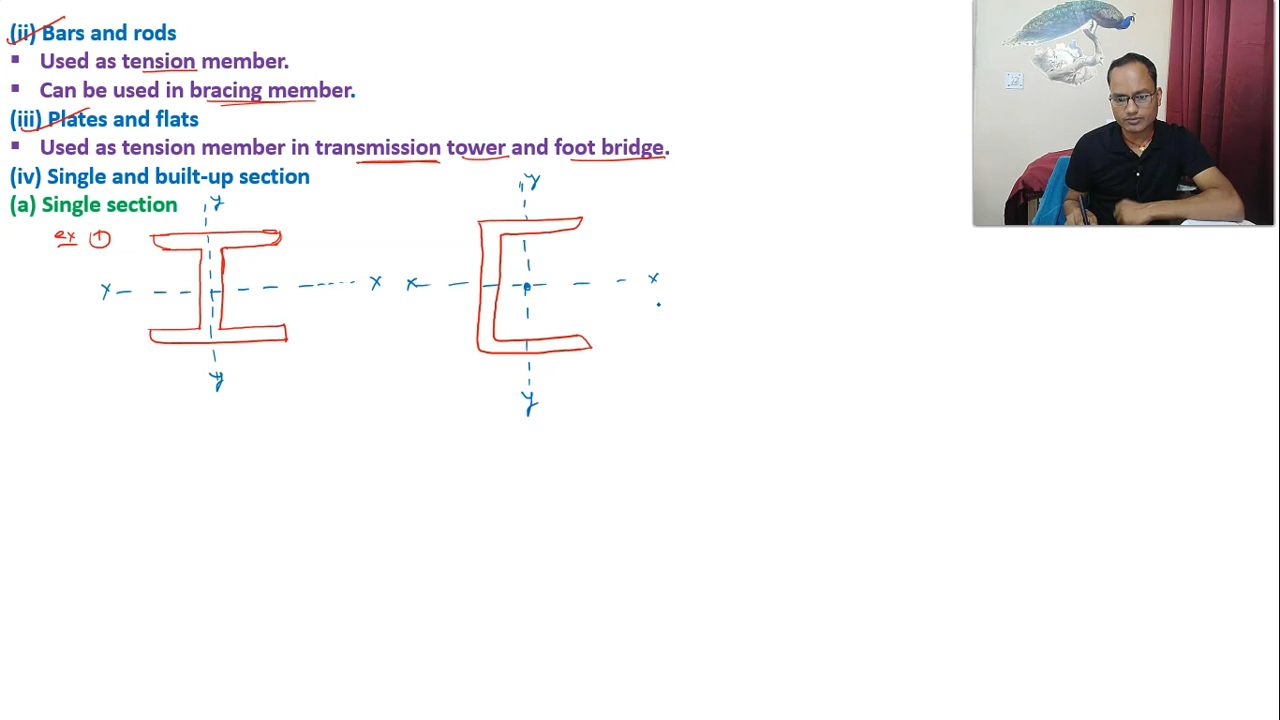 (ii) Bars and rods
▪ Used as tension member.
▪ Can be used in bracing member.
(iii) Plates and flats
▪ Used as tension member in transmission tower and foot bridge.
(iv) Single and built-up section
(a) Single section
y y
ex ①
x x x x
y y